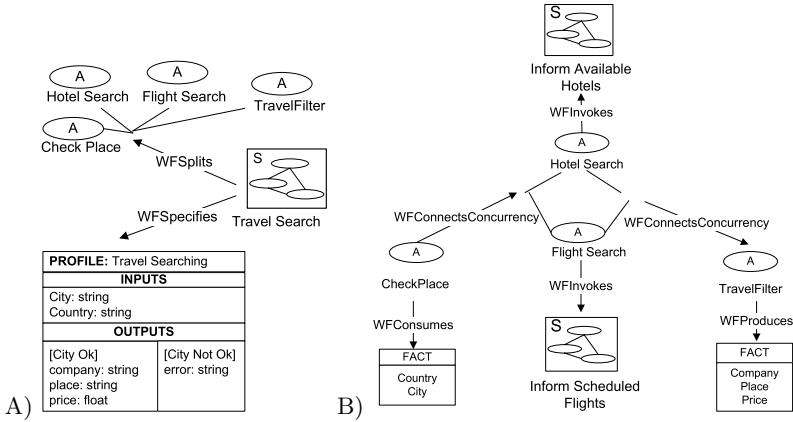 A
A
A
Hotel Search
Flight Search
TravelFilter
A
Check Place
WFSplits
S
Travel Search
WFSpecifies
PROFILE: Travel Searching
INPUTS
City: string
Country: string
OUTPUTS
[City Ok]
company: string
place: string
price: float
[City Not Ok]
error: string
A)
S
Inform Available
Hotels
WFInvokes
A
Hotel Search
WFConnectsConcurrency
WFConnectsConcurrency
A
Flight Search
A
CheckPlace
A
TravelFilter
WFInvokes
WFConsumes
WFProduces
FACT
Country
City
S
Inform Scheduled
Flights
FACT
Company
Place
Price
B)